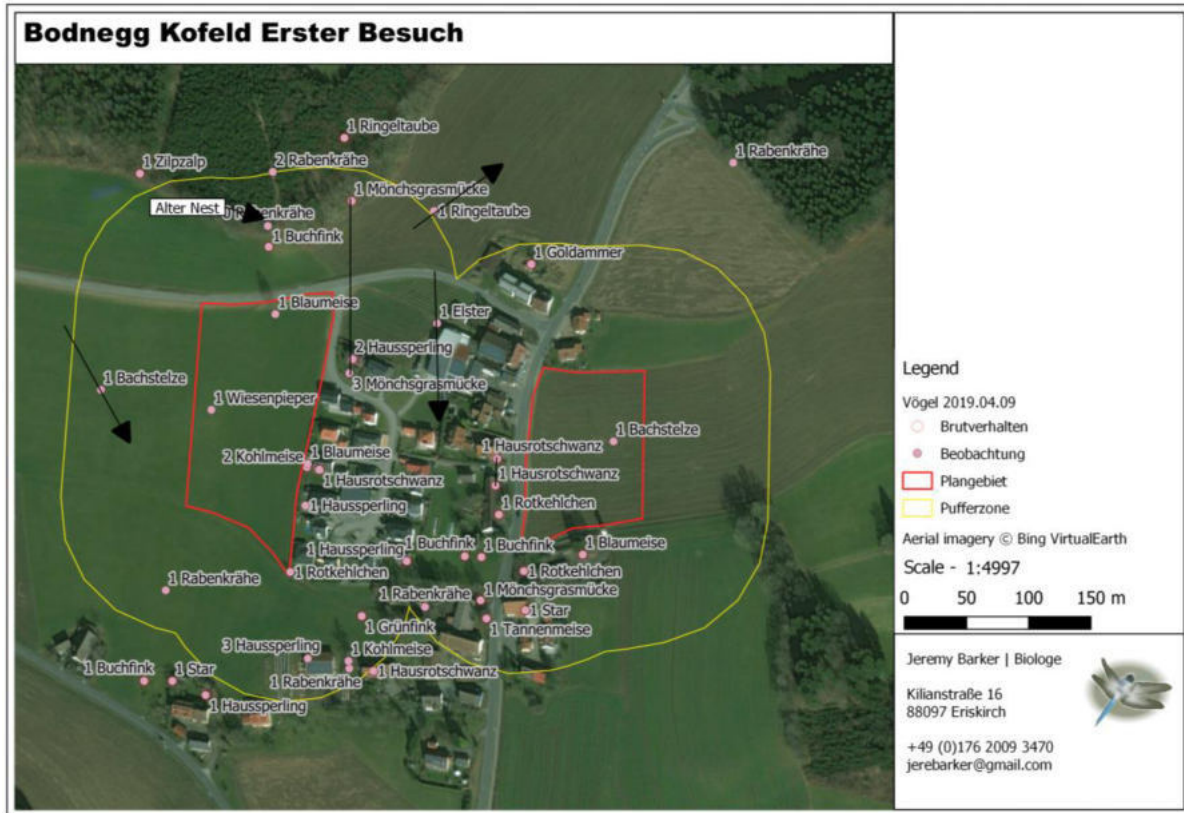 Bodnegg Kofeld Erster Besuch
1 Ringeltaube
1 Zilpzalp
2 Rabenkrähe
1 Rabenkrähe
1 Mönchsgrasmücke
Alter Nest
Rabenkrähe
1 Ringeltaube
1 Buchfink
1 Goldammer
1 Blaumeise
1 Elster
2 Haussperling
1 Bachstelze
3 Mönchsgrasmücke
1 Wiesenpieper
1 Bachstelze
1 Hausrotschwanz
2 Kohlmeise
1 Blaumeise
1 Hausrotschwanz
1 Hausrotschwanz
1 Haussperling
1 Rotkehlchen
1 Haussperling
1 Buchfink
1 Buchfink
1 Blaumeise
1 Rotkehlchen
1 Rotkehlchen
1 Rabenkrähe
1 Mönchsgrasmücke
1 Rabenkrähe
1 Star
1 Grünfink
1 Tannenmeise
3 Haussperling
1 Kohlmeise
1 Buchfink
1 Star
1 Rabenkrähe
1 Hausrotschwanz
1 Haussperling
Legend
Vögel 2019.04.09
Brutverhalten
Beobachtung
Plangebiet
Pufferzone
Aerial imagery © Bing VirtualEarth
Scale - 1:4997
0 50 100 150 m
Jeremy Barker | Biologe
Kilianstraße 16
88097 Eriskirch
+49 (0)176 2009 3470
jerebarker@gmail.com